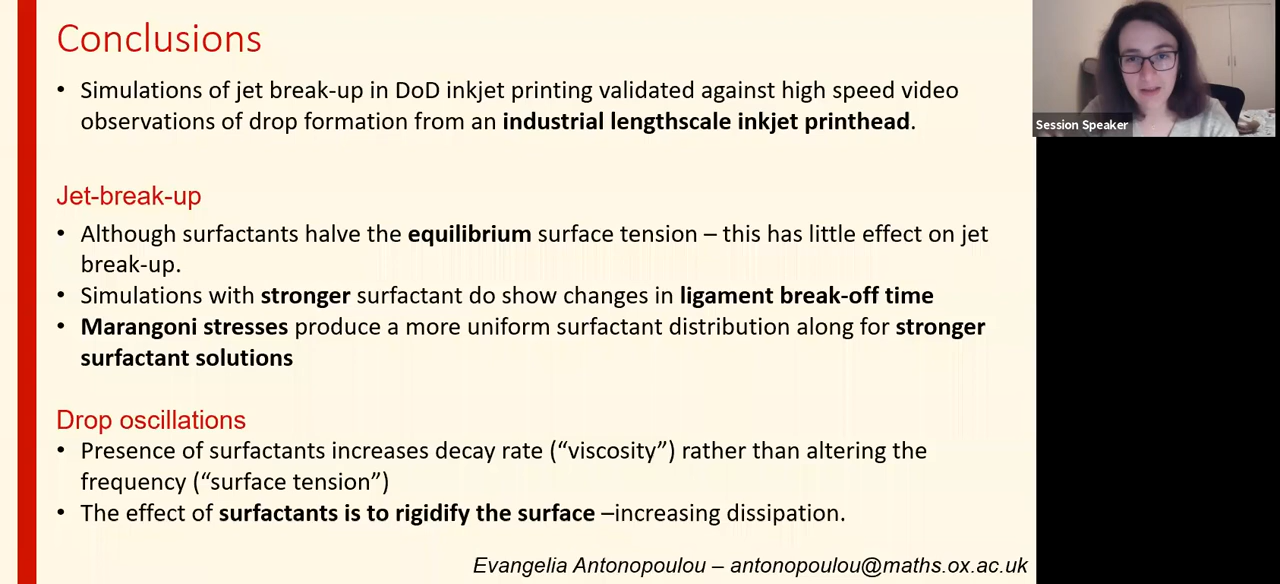 Conclusions
• Simulations of jet break-up in DoD inkjet printing validated against high speed video
observations of drop formation from an industrial lengthscale inkjet printhead.
Session Speaker
Jet-break-up
• Although surfactants halve the equilibrium surface tension – this has little effect on jet
break-up.
• Simulations with stronger surfactant do show changes in ligament break-off time
• Marangoni stresses produce a more uniform surfactant distribution along for stronger
surfactant solutions
Drop oscillations
• Presence of surfactants increases decay rate (“viscosity”) rather than altering the
frequency (“surface tension”)
• The effect of surfactants is to rigidify the surface –increasing dissipation.
Evangelia Antonopoulou – antonopoulou@maths.ox.ac.uk